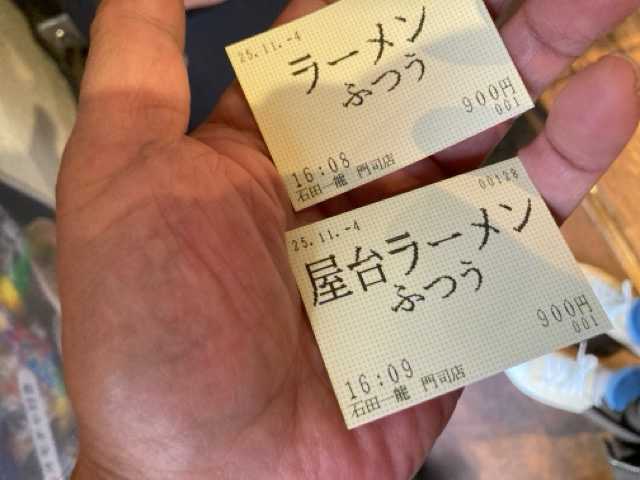 25.11.-4
ラーメン
ふつう
900円
001
16:08
石田一龍 門司店
00128
25.11.-4
屋台ラーメン
ふつう
900円
001
16:09
石田一龍 門司店